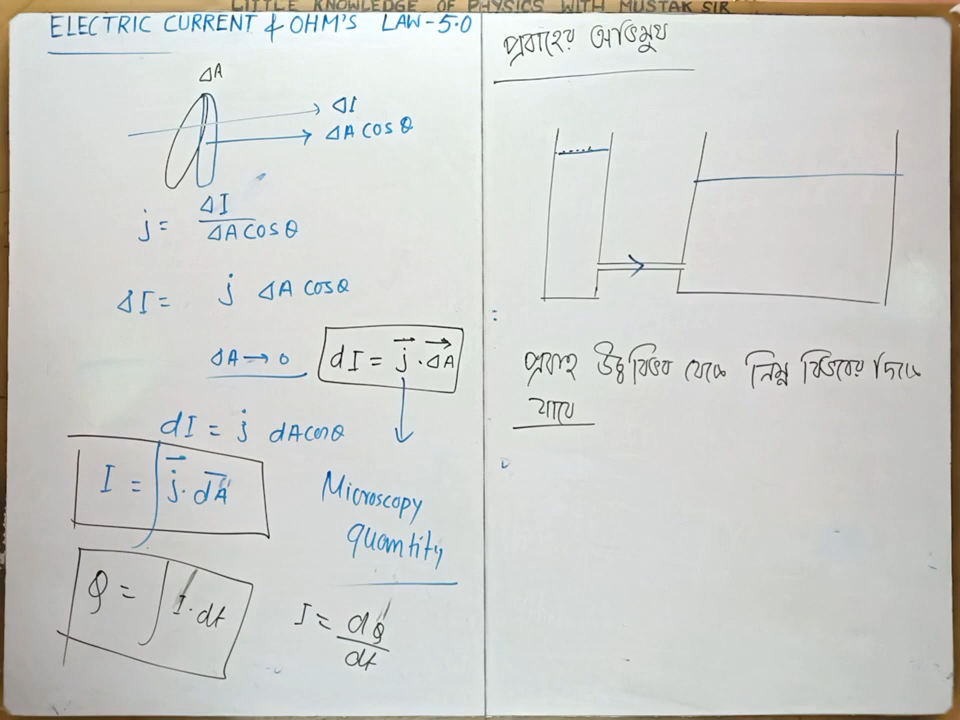 LITTLE KNOWLEDGE OF PHYSICS WITH MUSTAK SIR
ELECTRIC CURRENT & OHM'S LAW-5.0
ΔA
ΔI
ΔA cos θ
j = ΔI / ΔA cos θ
ΔI = j ΔA cos θ
ΔA → 0
dI = j⃗ · ΔA⃗
dI = j dA cos θ
I = ∫ j⃗ · dA⃗
Microscopy
quantity
Q = ∫ I · dt
I = dQ / dt
প্রবাহের অভিমুখ
প্রবাহ উচ্চ বিভব থেকে নিম্ন বিভবের দিকে
যাবে